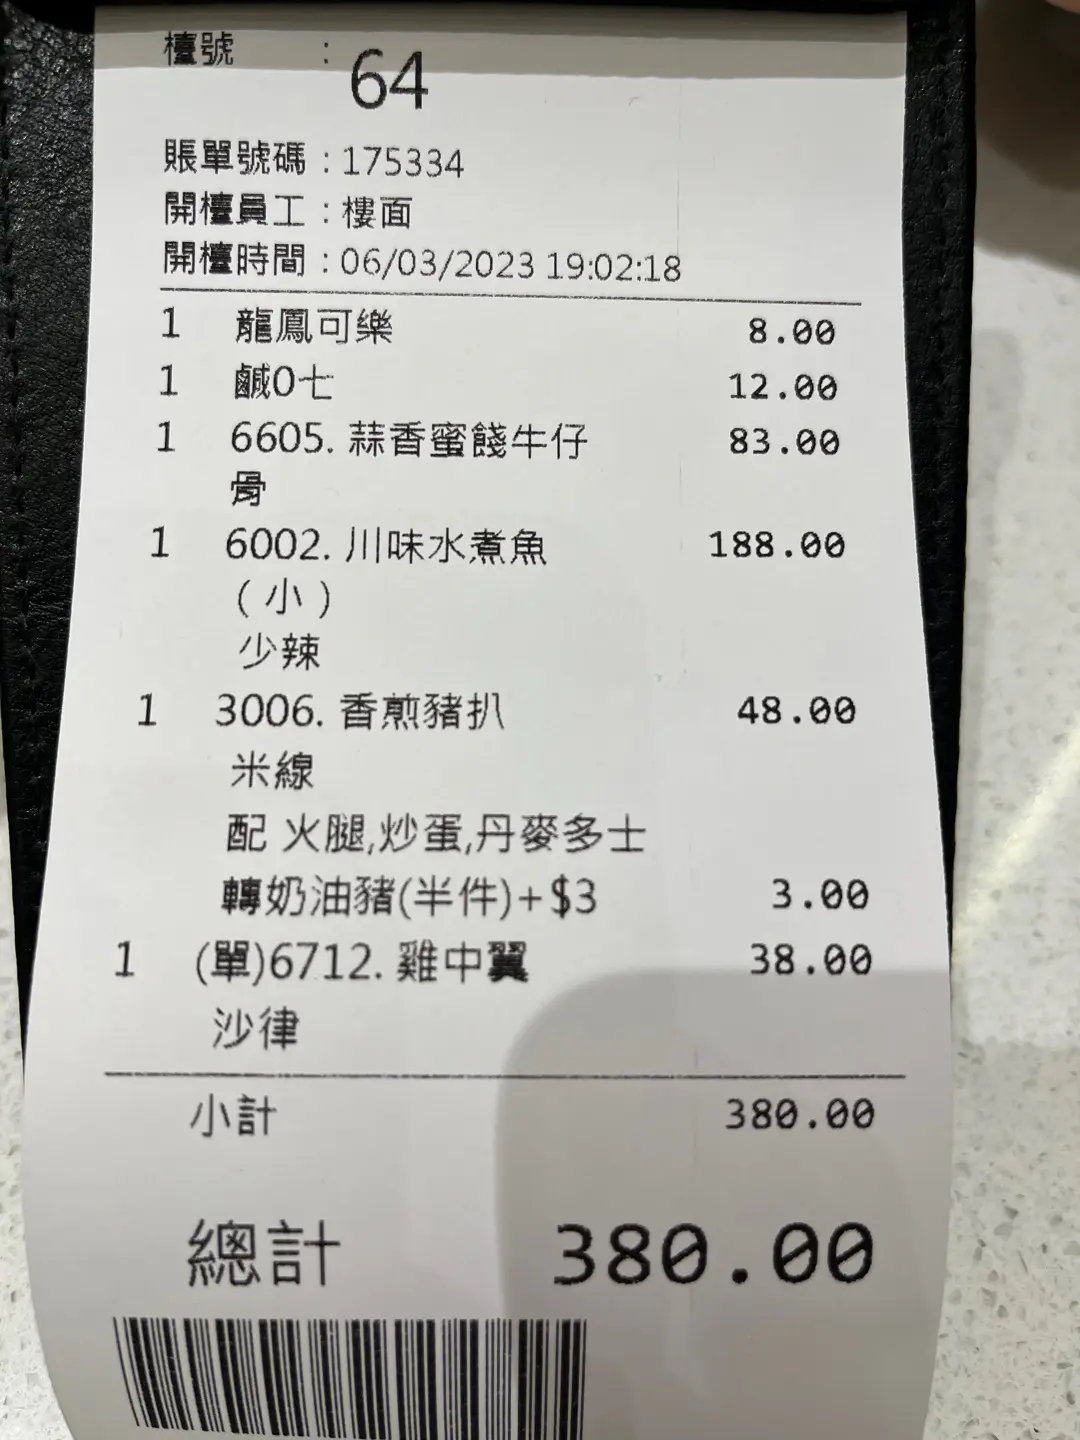 檯號 : 64
賬單號碼 : 175334
開檯員工 : 樓面
開檯時間 : 06/03/2023 19:02:18
1 龍鳳可樂 8.00
1 鹹0七 12.00
1 6605. 蒜香蜜餞牛仔 83.00
骨
1 6002. 川味水煮魚 188.00
(小)
少辣
1 3006. 香煎豬扒 48.00
米線
配 火腿,炒蛋,丹麥多士
轉奶油豬(半件)+$3 3.00
1 (單)6712. 雞中翼 38.00
沙律
小計 380.00
總計 380.00